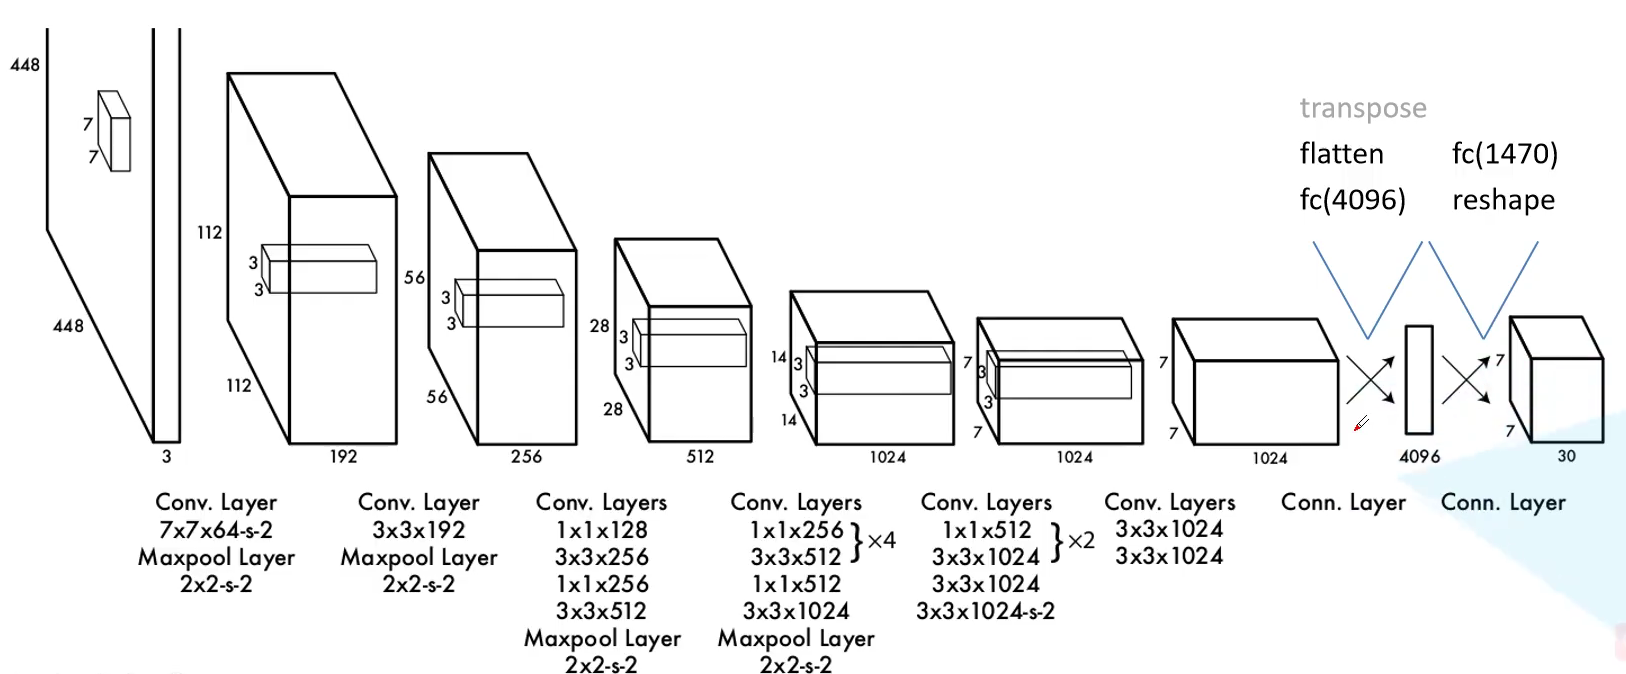 448
7
7
448
3
112
3
3
112
192
56
3
3
56
256
28
3
3
28
512
14
3
3
14
1024
7
3
3
7
1024
7
7
1024
transpose
flatten
fc(4096)
fc(1470)
reshape
4096
7
7
30
Conv. Layer
7x7x64-s-2
Maxpool Layer
2x2-s-2
Conv. Layer
3x3x192
Maxpool Layer
2x2-s-2
Conv. Layers
1x1x128
3x3x256
1x1x256
3x3x512
Maxpool Layer
2x2-s-2
Conv. Layers
1x1x256
3x3x512
}×4
1x1x512
3x3x1024
Maxpool Layer
2x2-s-2
Conv. Layers
1x1x512
3x3x1024
}×2
3x3x1024
3x3x1024-s-2
Conv. Layers
3x3x1024
3x3x1024
Conn. Layer
Conn. Layer